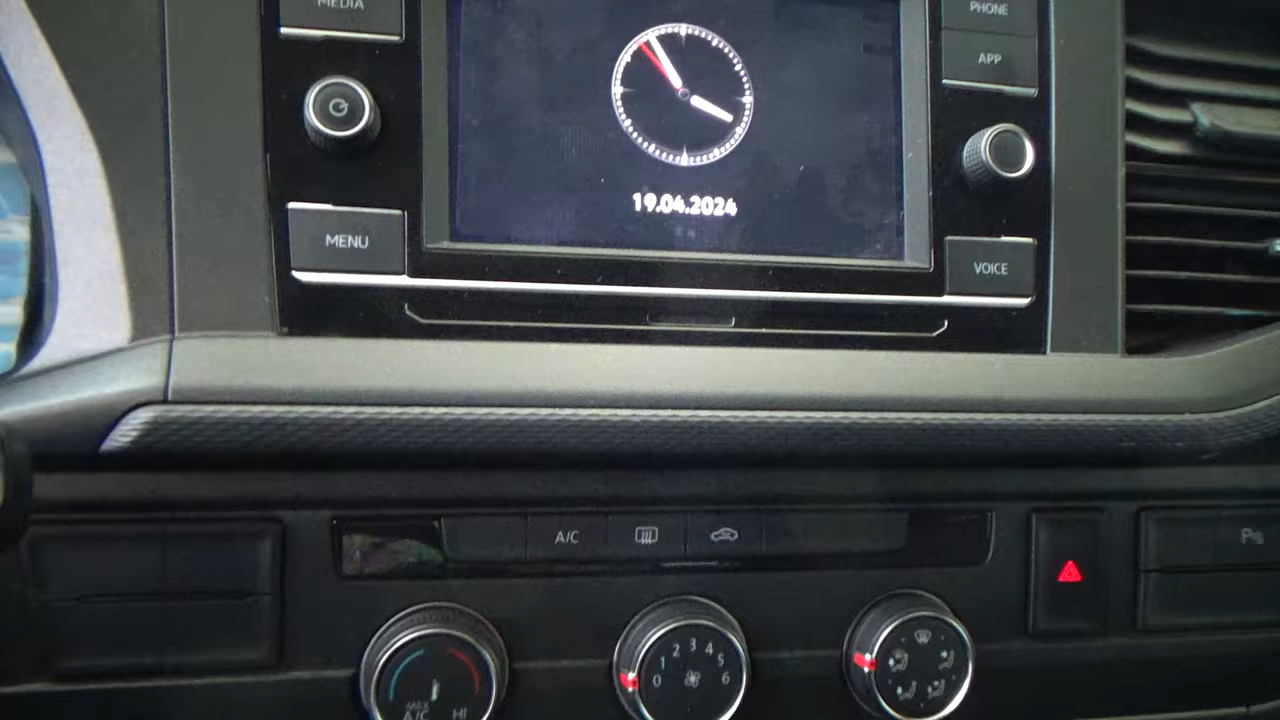 MEDIA
PHONE
APP
19.04.2024
MENU
VOICE
A/C
MAX
A/C
HI
0
1
2
3
4
5
6